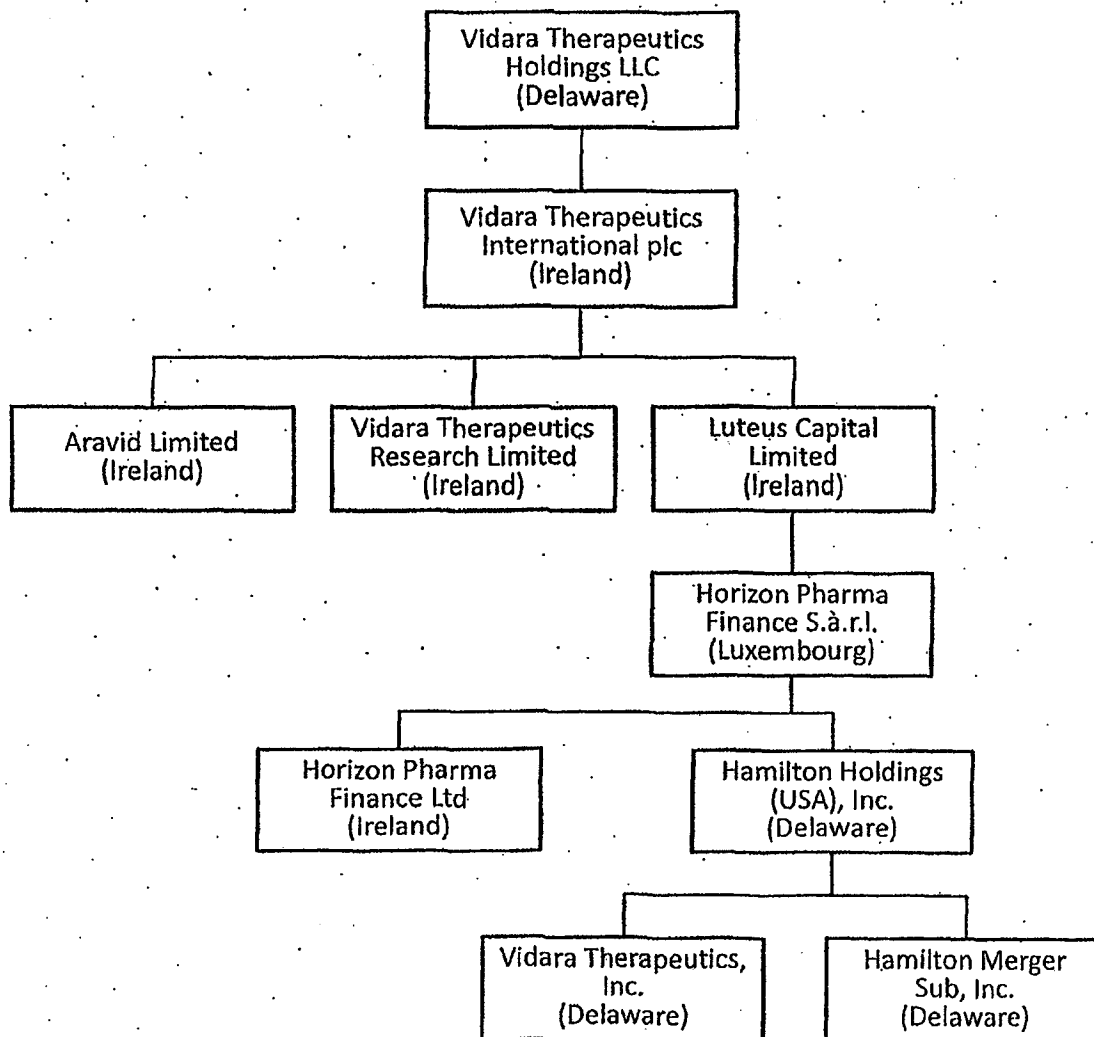 Vidara Therapeutics
Holdings LLC
(Delaware)
Vidara Therapeutics
International plc
(Ireland)
Aravid Limited
(Ireland)
Vidara Therapeutics
Research Limited
(Ireland)
Luteus Capital
Limited
(Ireland)
Horizon Pharma
Finance S.à.r.l.
(Luxembourg)
Horizon Pharma
Finance Ltd
(Ireland)
Hamilton Holdings
(USA), Inc.
(Delaware)
Vidara Therapeutics,
Inc.
(Delaware)
Hamilton Merger
Sub, Inc.
(Delaware)